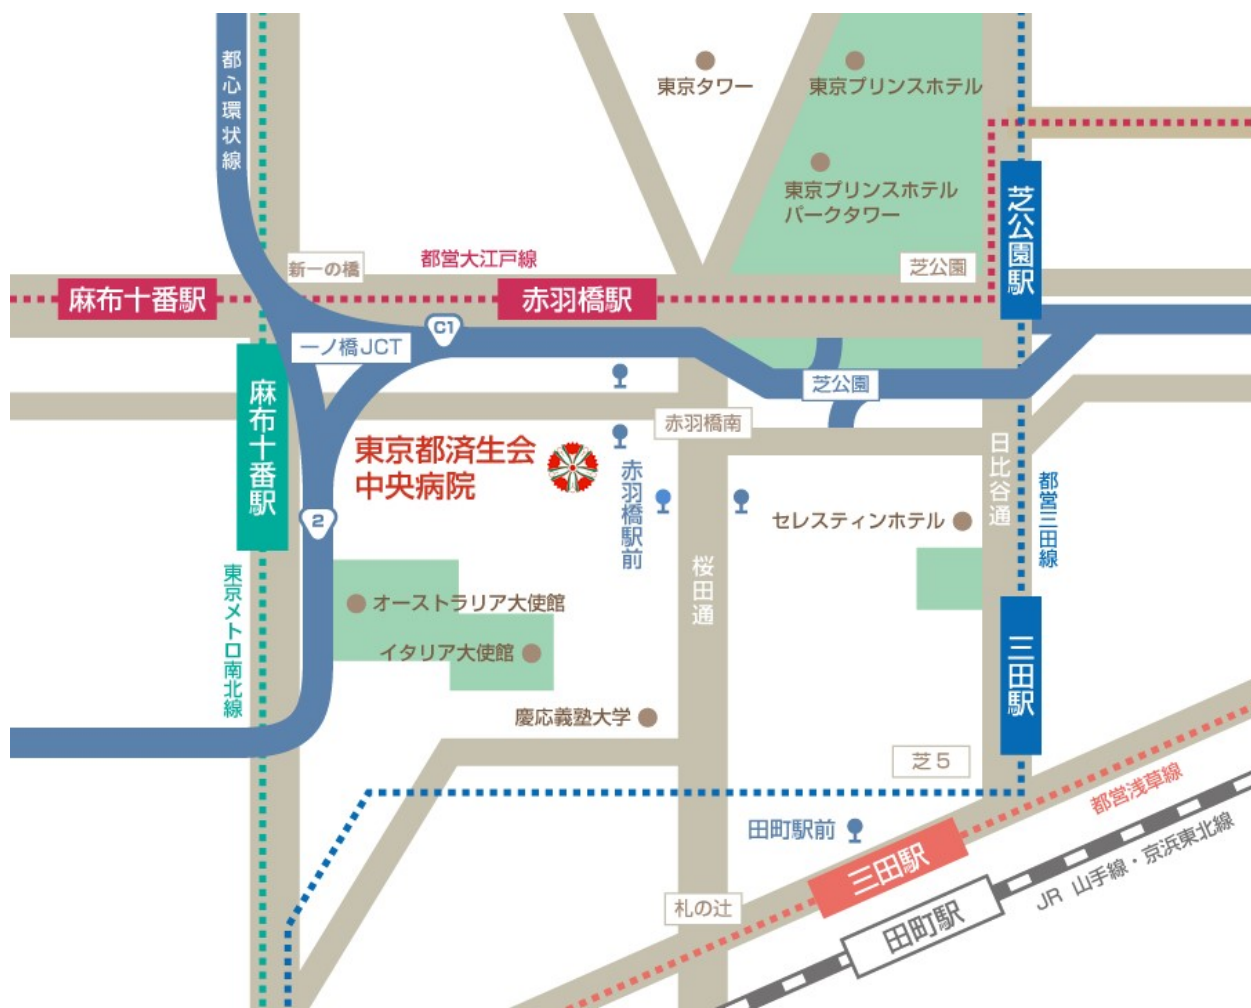 都心環状線
東京タワー
東京プリンスホテル
東京プリンスホテル
パークタワー
芝公園駅
新一の橋
都営大江戸線
芝公園
麻布十番駅
赤羽橋駅
C1
一ノ橋JCT
麻布十番駅
芝公園
赤羽橋南
東京都済生会
中央病院
赤羽橋駅前
日比谷通
都営三田線
2
セレスティンホテル
桜田通
東京メトロ南北線
オーストラリア大使館
イタリア大使館
三田駅
慶応義塾大学
芝5
田町駅前
都営浅草線
三田駅
JR 山手線・京浜東北線
札の辻
田町駅